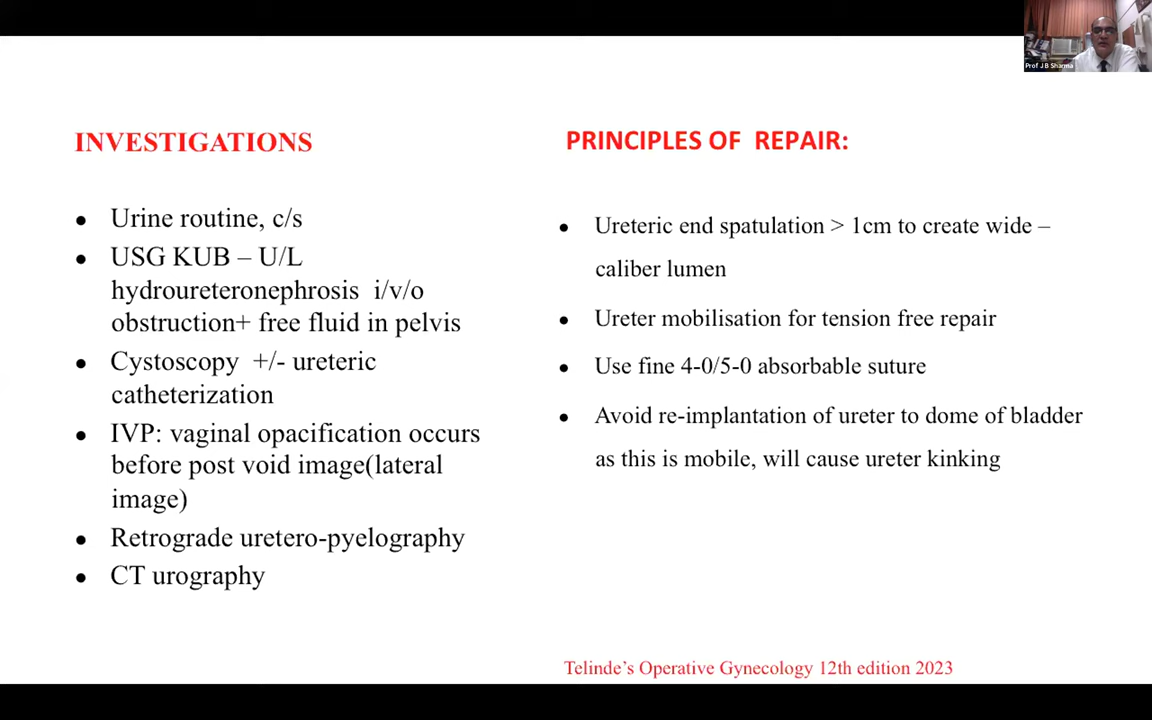 Prof J B Sharma
INVESTIGATIONS
● Urine routine, c/s
● USG KUB – U/L
hydroureteronephrosis i/v/o
obstruction+ free fluid in pelvis
● Cystoscopy +/- ureteric
catheterization
● IVP: vaginal opacification occurs
before post void image(lateral
image)
● Retrograde uretero-pyelography
● CT urography
PRINCIPLES OF REPAIR:
● Ureteric end spatulation > 1cm to create wide –
caliber lumen
● Ureter mobilisation for tension free repair
● Use fine 4-0/5-0 absorbable suture
● Avoid re-implantation of ureter to dome of bladder
as this is mobile, will cause ureter kinking
Telinde’s Operative Gynecology 12th edition 2023